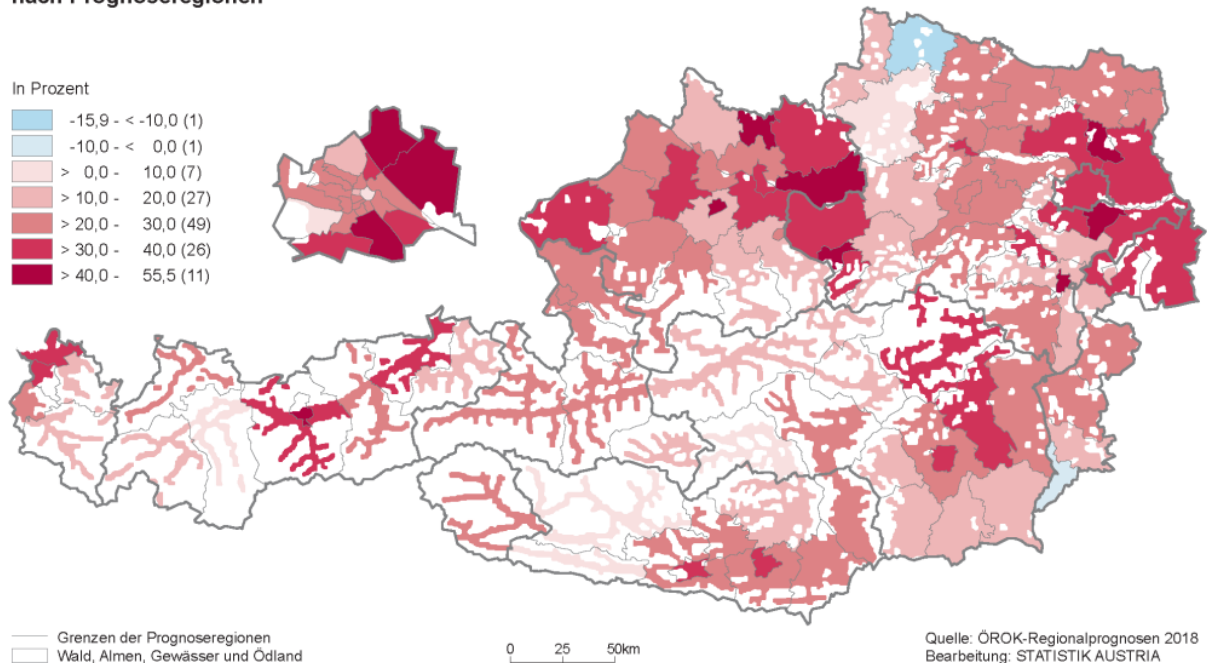 nach Prognoseregionen
In Prozent
-15,9 - < -10,0 (1)
-10,0 - < 0,0 (1)
> 0,0 - 10,0 (7)
> 10,0 - 20,0 (27)
> 20,0 - 30,0 (49)
> 30,0 - 40,0 (26)
> 40,0 - 55,5 (11)
Grenzen der Prognoseregionen
Wald, Almen, Gewässer und Ödland
0 25 50km
Quelle: ÖROK-Regionalprognosen 2018
Bearbeitung: STATISTIK AUSTRIA